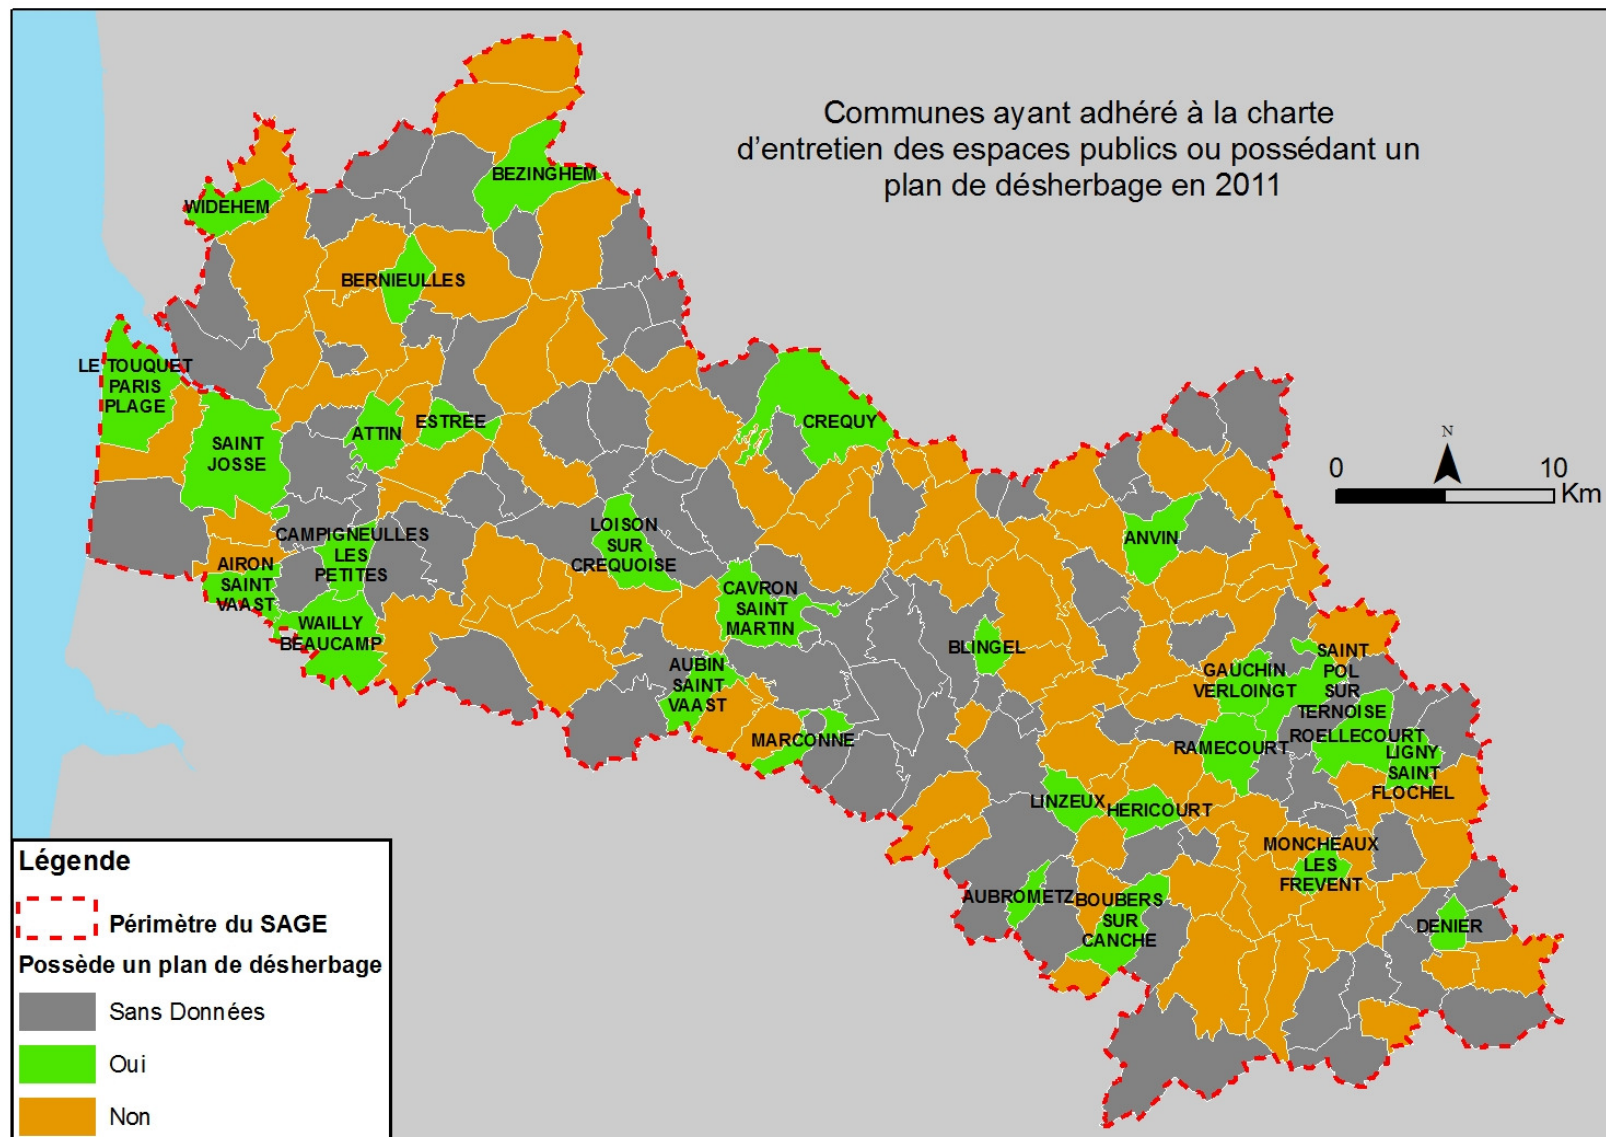 Communes ayant adhéré à la charte
d'entretien des espaces publics ou possédant un
plan de désherbage en 2011
BEZINGHEM
WIDEHEM
BERNIEULLES
LE TOUQUET
PARIS
PLAGE
SAINT
JOSSE
ATTIN
ESTREE
CREQUY
N
0 10
Km
CAMPIGNEULLES
LES
PETITES
LOISON
SUR
CREQUOISE
ANVIN
AIRON
SAINT
VAAST
CAVRON
SAINT
MARTIN
WAILLY
BEAUCAMP
BLINGEL
AUBIN
SAINT
VAAST
GAUCHIN
VERLOINGT
SAINT
POL
SUR
TERNOISE
MARCONNE
RAMECOURT
ROELLECOURT
LIGNY
SAINT
FLOCHEL
LINZEUX
HERICOURT
MONCHEAUX
LES
FREVENT
AUBROMETZ
BOUBERS
SUR
CANCHE
DENIER
Légende
Périmètre du SAGE
Possède un plan de désherbage
Sans Données
Oui
Non